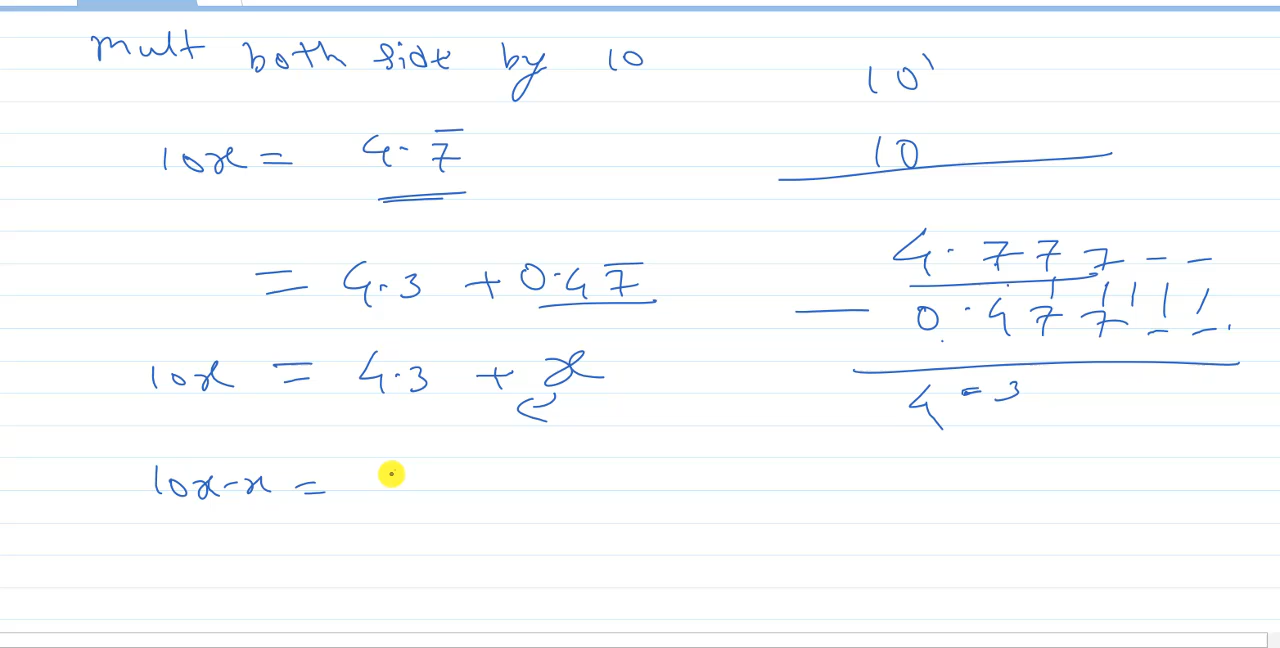 mult both side by 10
10¹
10x = 4.7̅
10
= 4.3 + 0.47̅
4.777--
- 0.477--.
10x = 4.3 + x
4.3
10x-x =